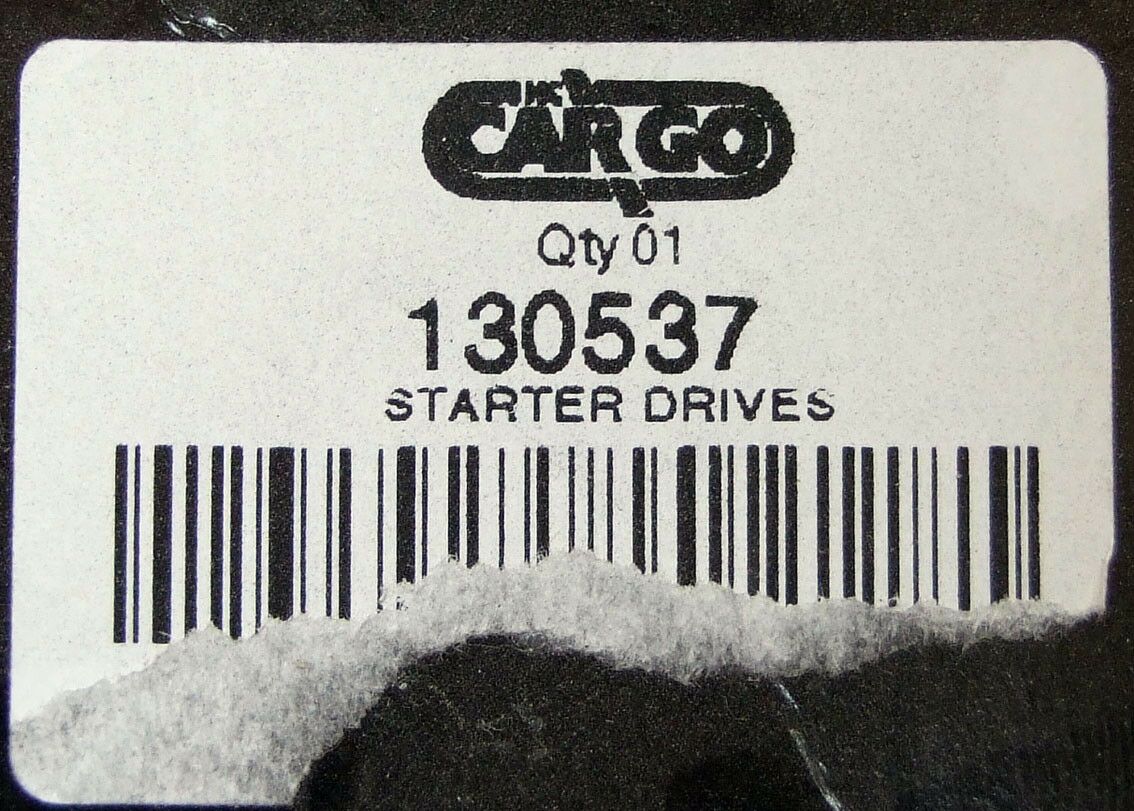 CARGO
Qty 01
130537
STARTER DRIVES